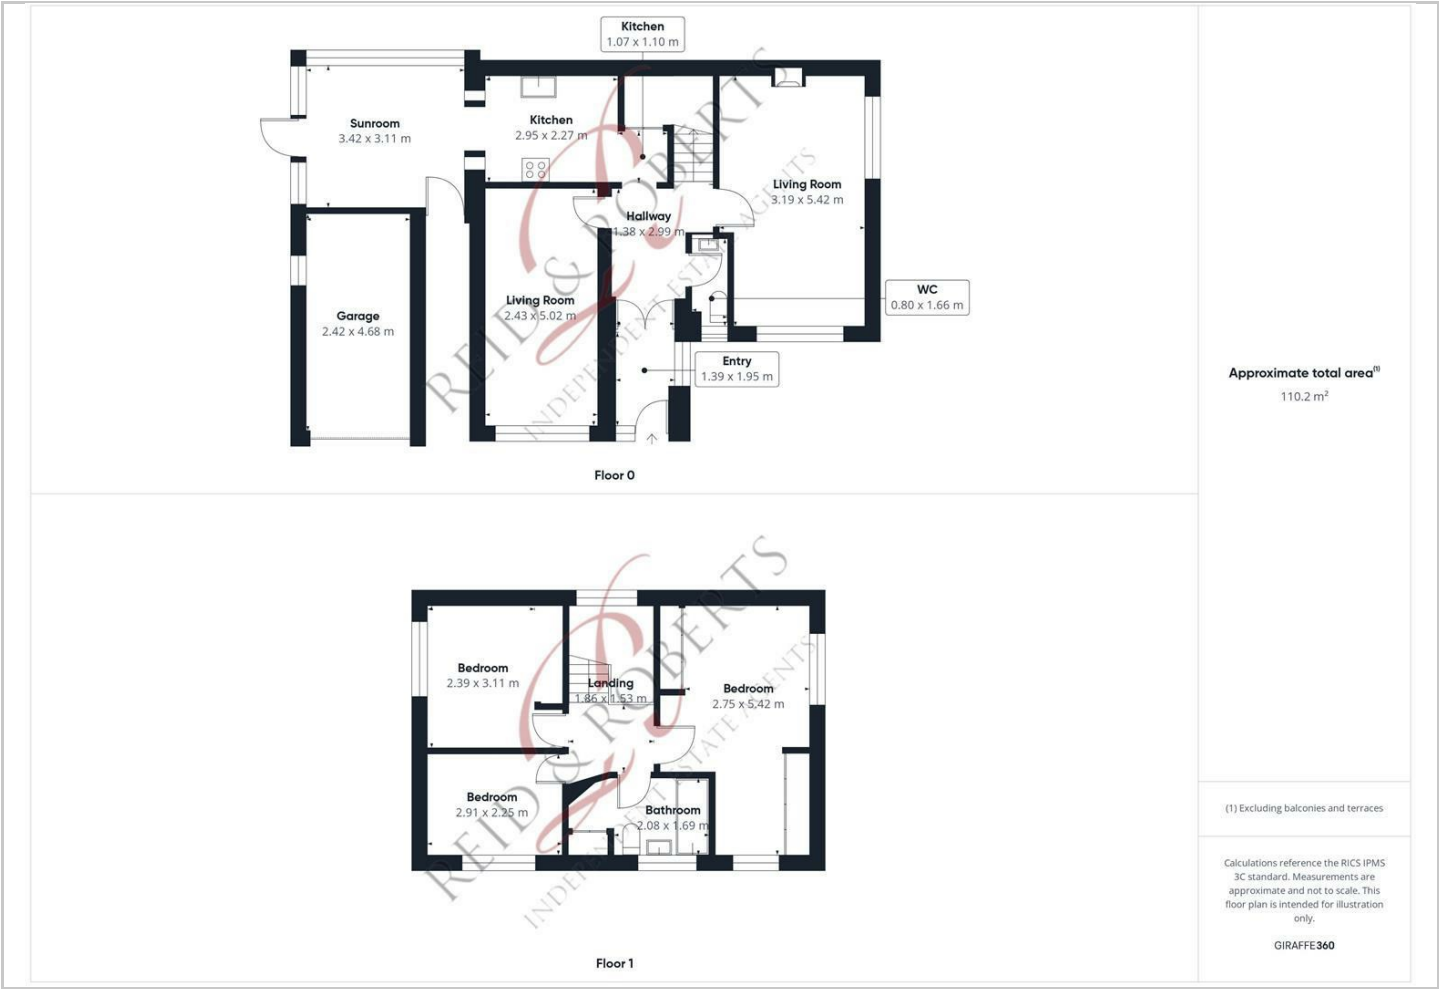 Kitchen
1.07 x 1.10 m
Sunroom
3.42 x 3.11 m
Kitchen
2.95 x 2.27 m
Living Room
3.19 x 5.42 m
Hallway
1.38 x 2.99 m
WC
0.80 x 1.66 m
Living Room
2.43 x 5.02 m
Garage
2.42 x 4.68 m
Entry
1.39 x 1.95 m
REID & ROBERTS
INDEPENDENT ESTATE AGENTS
Floor 0
Approximate total area(1)
110.2 m²
Bedroom
2.39 x 3.11 m
Landing
1.86 x 1.53 m
Bedroom
2.75 x 5.42 m
Bedroom
2.91 x 2.25 m
Bathroom
2.08 x 1.69 m
REID & ROBERTS
INDEPENDENT ESTATE AGENTS
Floor 1
(1) Excluding balconies and terraces
Calculations reference the RICS IPMS
3C standard. Measurements are
approximate and not to scale. This
floor plan is intended for illustration
only.
GIRAFFE360